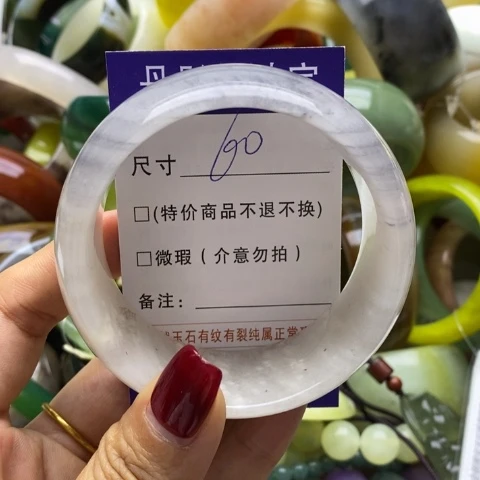 尺寸 60
□(特价商品不退不换)
□微瑕(介意勿拍)
备注:
玉石有纹有裂纯属正常